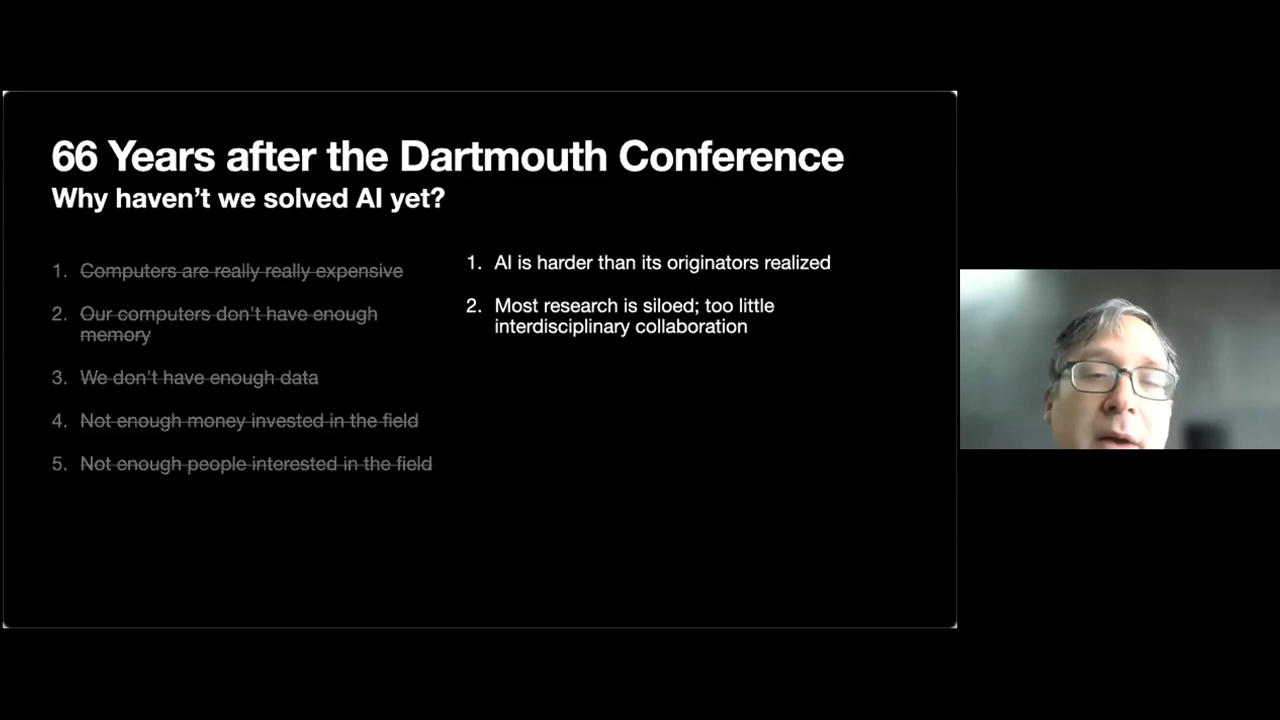 66 Years after the Dartmouth Conference
Why haven't we solved AI yet?
1. Computers are really really expensive
2. Our computers don't have enough
memory
3. We don't have enough data
4. Not enough money invested in the field
5. Not enough people interested in the field
1. AI is harder than its originators realized
2. Most research is siloed; too little
interdisciplinary collaboration